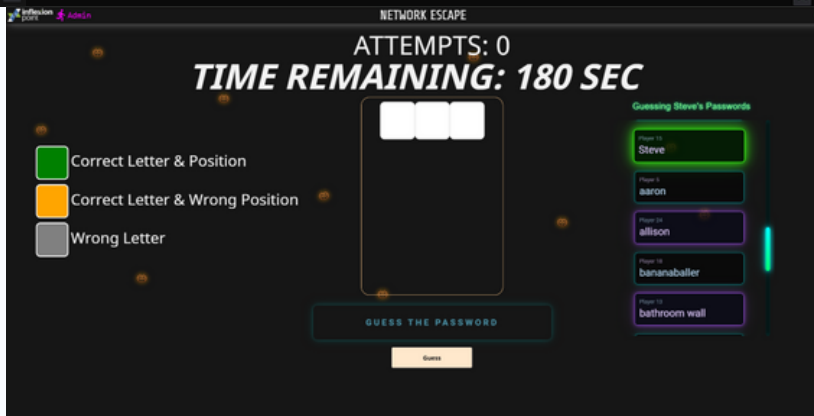 inflexion
point
Admin
NETWORK ESCAPE
ATTEMPTS: 0
TIME REMAINING: 180 SEC
Correct Letter & Position
Correct Letter & Wrong Position
Wrong Letter
GUESS THE PASSWORD
Guess
Guessing Steve's Passwords
Player 15
Steve
Player 5
aaron
Player 24
allison
Player 18
bananaballer
Player 13
bathroom wall